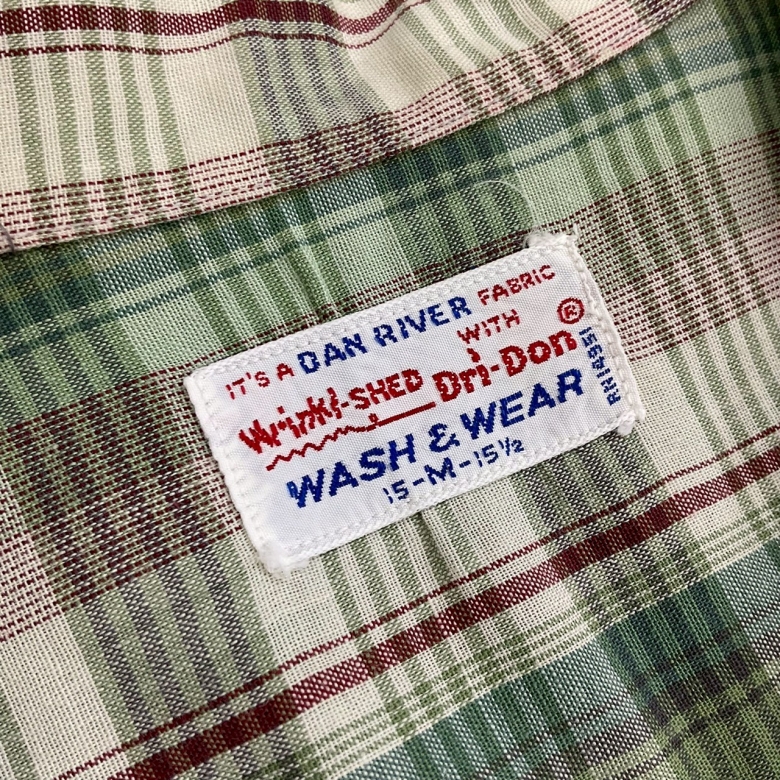 IT'S A DAN RIVER FABRIC
Wrinkl-SHED WITH Dri-Don ®
WASH & WEAR
15-M-15½
RN14951